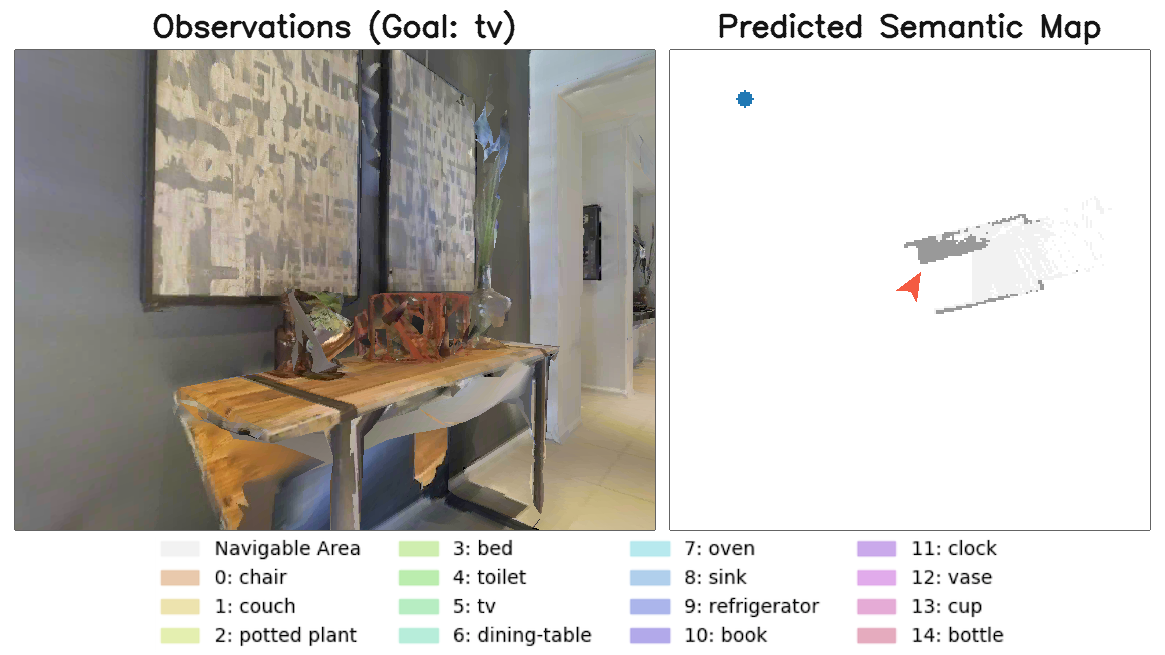 Observations (Goal: tv)
Predicted Semantic Map
Navigable Area
0: chair
1: couch
2: potted plant
3: bed
4: toilet
5: tv
6: dining-table
7: oven
8: sink
9: refrigerator
10: book
11: clock
12: vase
13: cup
14: bottle